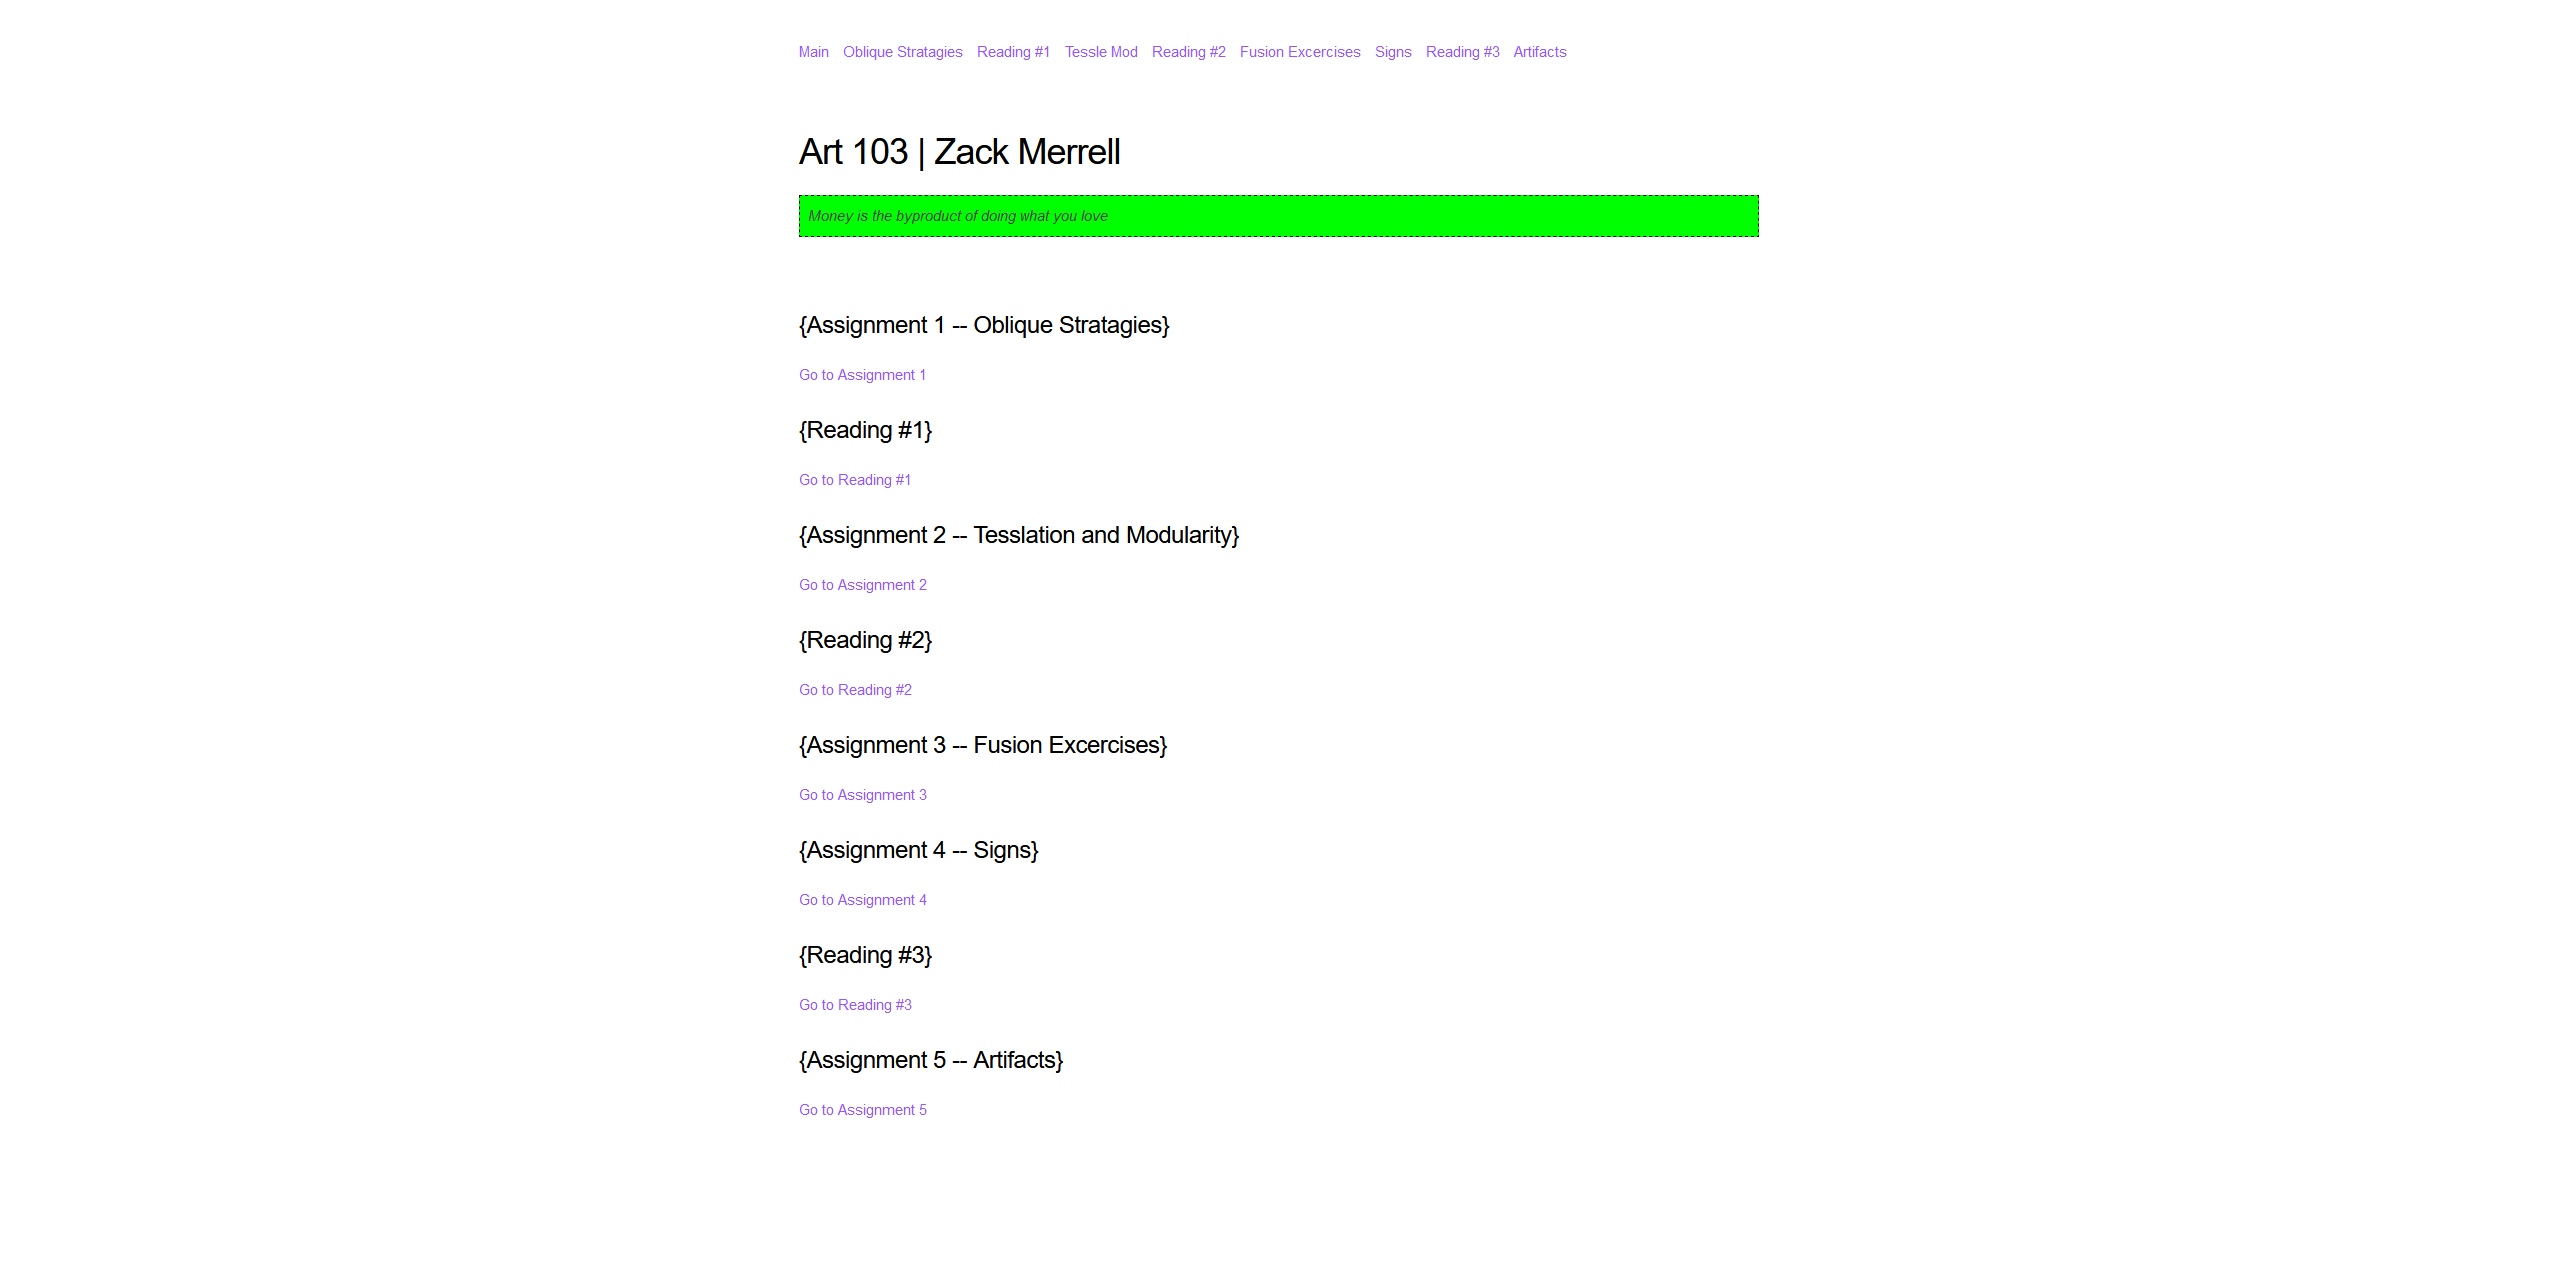 Main Oblique Stratagies Reading #1 Tessle Mod Reading #2 Fusion Excercises Signs Reading #3 Artifacts
Art 103 | Zack Merrell
Money is the byproduct of doing what you love
{Assignment 1 -- Oblique Stratagies}
Go to Assignment 1
{Reading #1}
Go to Reading #1
{Assignment 2 -- Tesslation and Modularity}
Go to Assignment 2
{Reading #2}
Go to Reading #2
{Assignment 3 -- Fusion Excercises}
Go to Assignment 3
{Assignment 4 -- Signs}
Go to Assignment 4
{Reading #3}
Go to Reading #3
{Assignment 5 -- Artifacts}
Go to Assignment 5